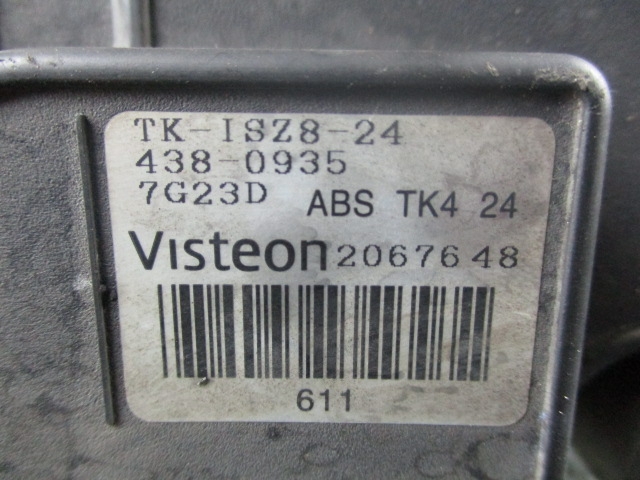 TK-ISZ8-24
438-0935
7G23D ABS TK4 24
Visteon 2067648
611